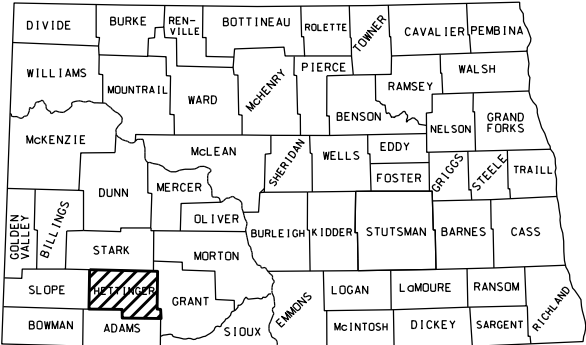 DIVIDE
BURKE
REN-
VILLE
BOTTINEAU
ROLETTE
TOWNER
CAVALIER
PEMBINA
WILLIAMS
MOUNTRAIL
WARD
McHENRY
PIERCE
BENSON
RAMSEY
WALSH
McKENZIE
McLEAN
SHERIDAN
WELLS
EDDY
FOSTER
NELSON
GRAND
FORKS
GRIGGS
STEELE
TRAILL
DUNN
MERCER
OLIVER
GOLDEN
VALLEY
BILLINGS
STARK
MORTON
BURLEIGH
KIDDER
STUTSMAN
BARNES
CASS
SLOPE
HETTINGER
GRANT
EMMONS
LOGAN
LaMOURE
RANSOM
RICHLAND
BOWMAN
ADAMS
SIOUX
McINTOSH
DICKEY
SARGENT